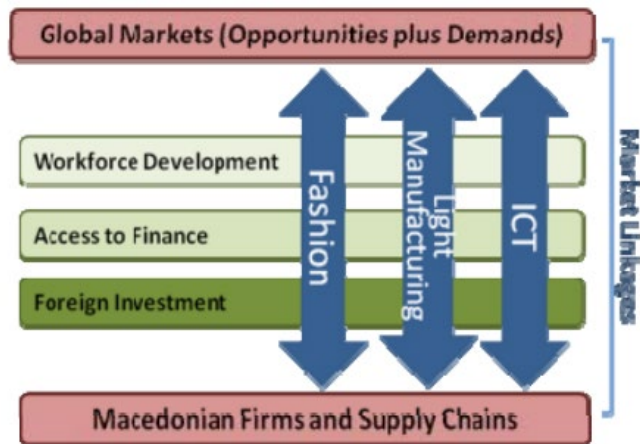 Global Markets (Opportunities plus Demands)
Workforce Development
Access to Finance
Foreign Investment
Fashion
Light
Manufacturing
ICT
Market Linkages
Macedonian Firms and Supply Chains